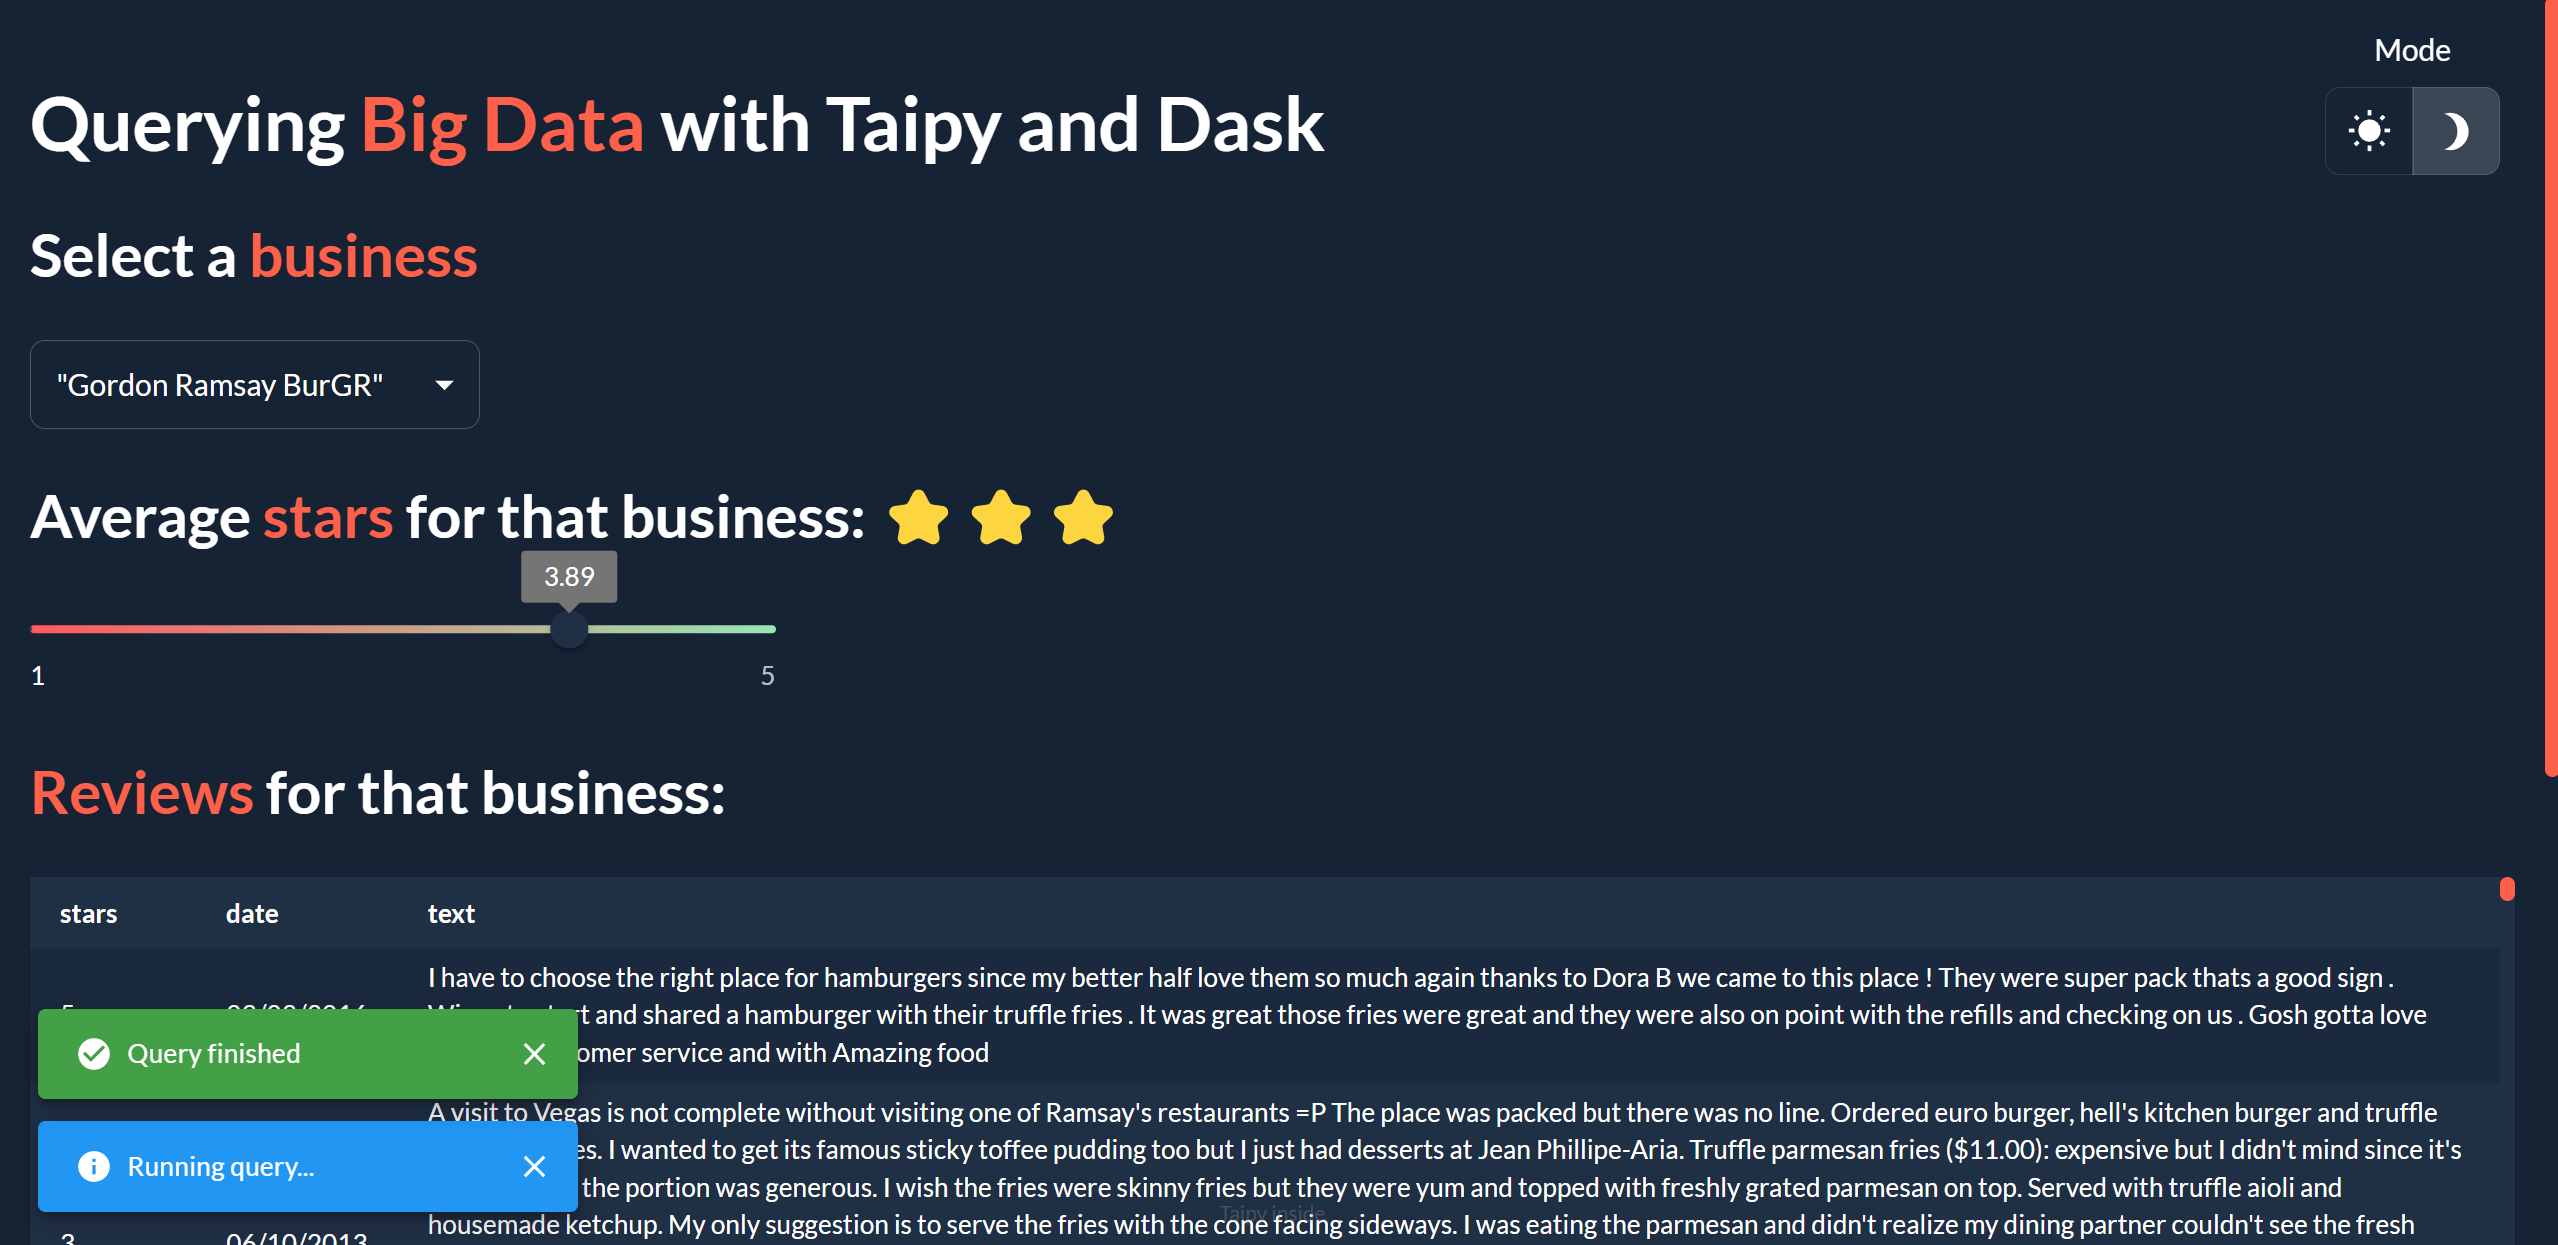 Mode
Querying Big Data with Taipy and Dask
Select a business
"Gordon Ramsay BurGR"
Average stars for that business:
3.89
1 5
Reviews for that business:
stars date text
I have to choose the right place for hamburgers since my better half love them so much again thanks to Dora B we came to this place ! They were super pack thats a good sign .
and shared a hamburger with their truffle fries . It was great those fries were great and they were also on point with the refills and checking on us . Gosh gotta love
service and with Amazing food
Query finished
A visit to Vegas is not complete without visiting one of Ramsay's restaurants =P The place was packed but there was no line. Ordered euro burger, hell's kitchen burger and truffle
I wanted to get its famous sticky toffee pudding too but I just had desserts at Jean Phillipe-Aria. Truffle parmesan fries ($11.00): expensive but I didn't mind since it's
Running query...
the portion was generous. I wish the fries were skinny fries but they were yum and topped with freshly grated parmesan on top. Served with truffle aioli and
Taipy inside
3 06/10/2013 housemade ketchup. My only suggestion is to serve the fries with the cone facing sideways. I was eating the parmesan and didn't realize my dining partner couldn't see the fresh